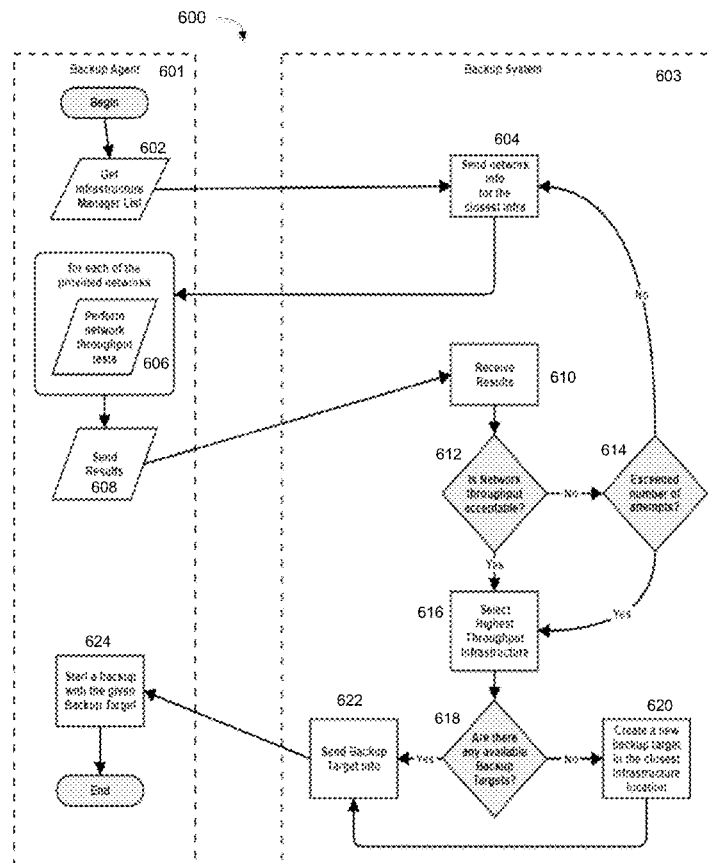 600
Backup Agent
601
Backup System
603
Begin
602
604
Get
Infrastructure
Manager List
Send network
info
for the
closest infra
for each of the
provided networks
Perform
network
throughput
tests
606
No
Receive
Results
610
612
614
Send
Results
608
Is Network
throughput
acceptable?
No
Exceeded
number of
attempts?
Yes
616
Select
Highest
Throughput
Infrastructure
Yes
624
Start a backup
with the given
Backup Target
622
618
620
Send Backup
Target info
Yes
Are there
any available
Backup
Targets?
No
Create a new
backup target
in the closest
infrastructure
location
End